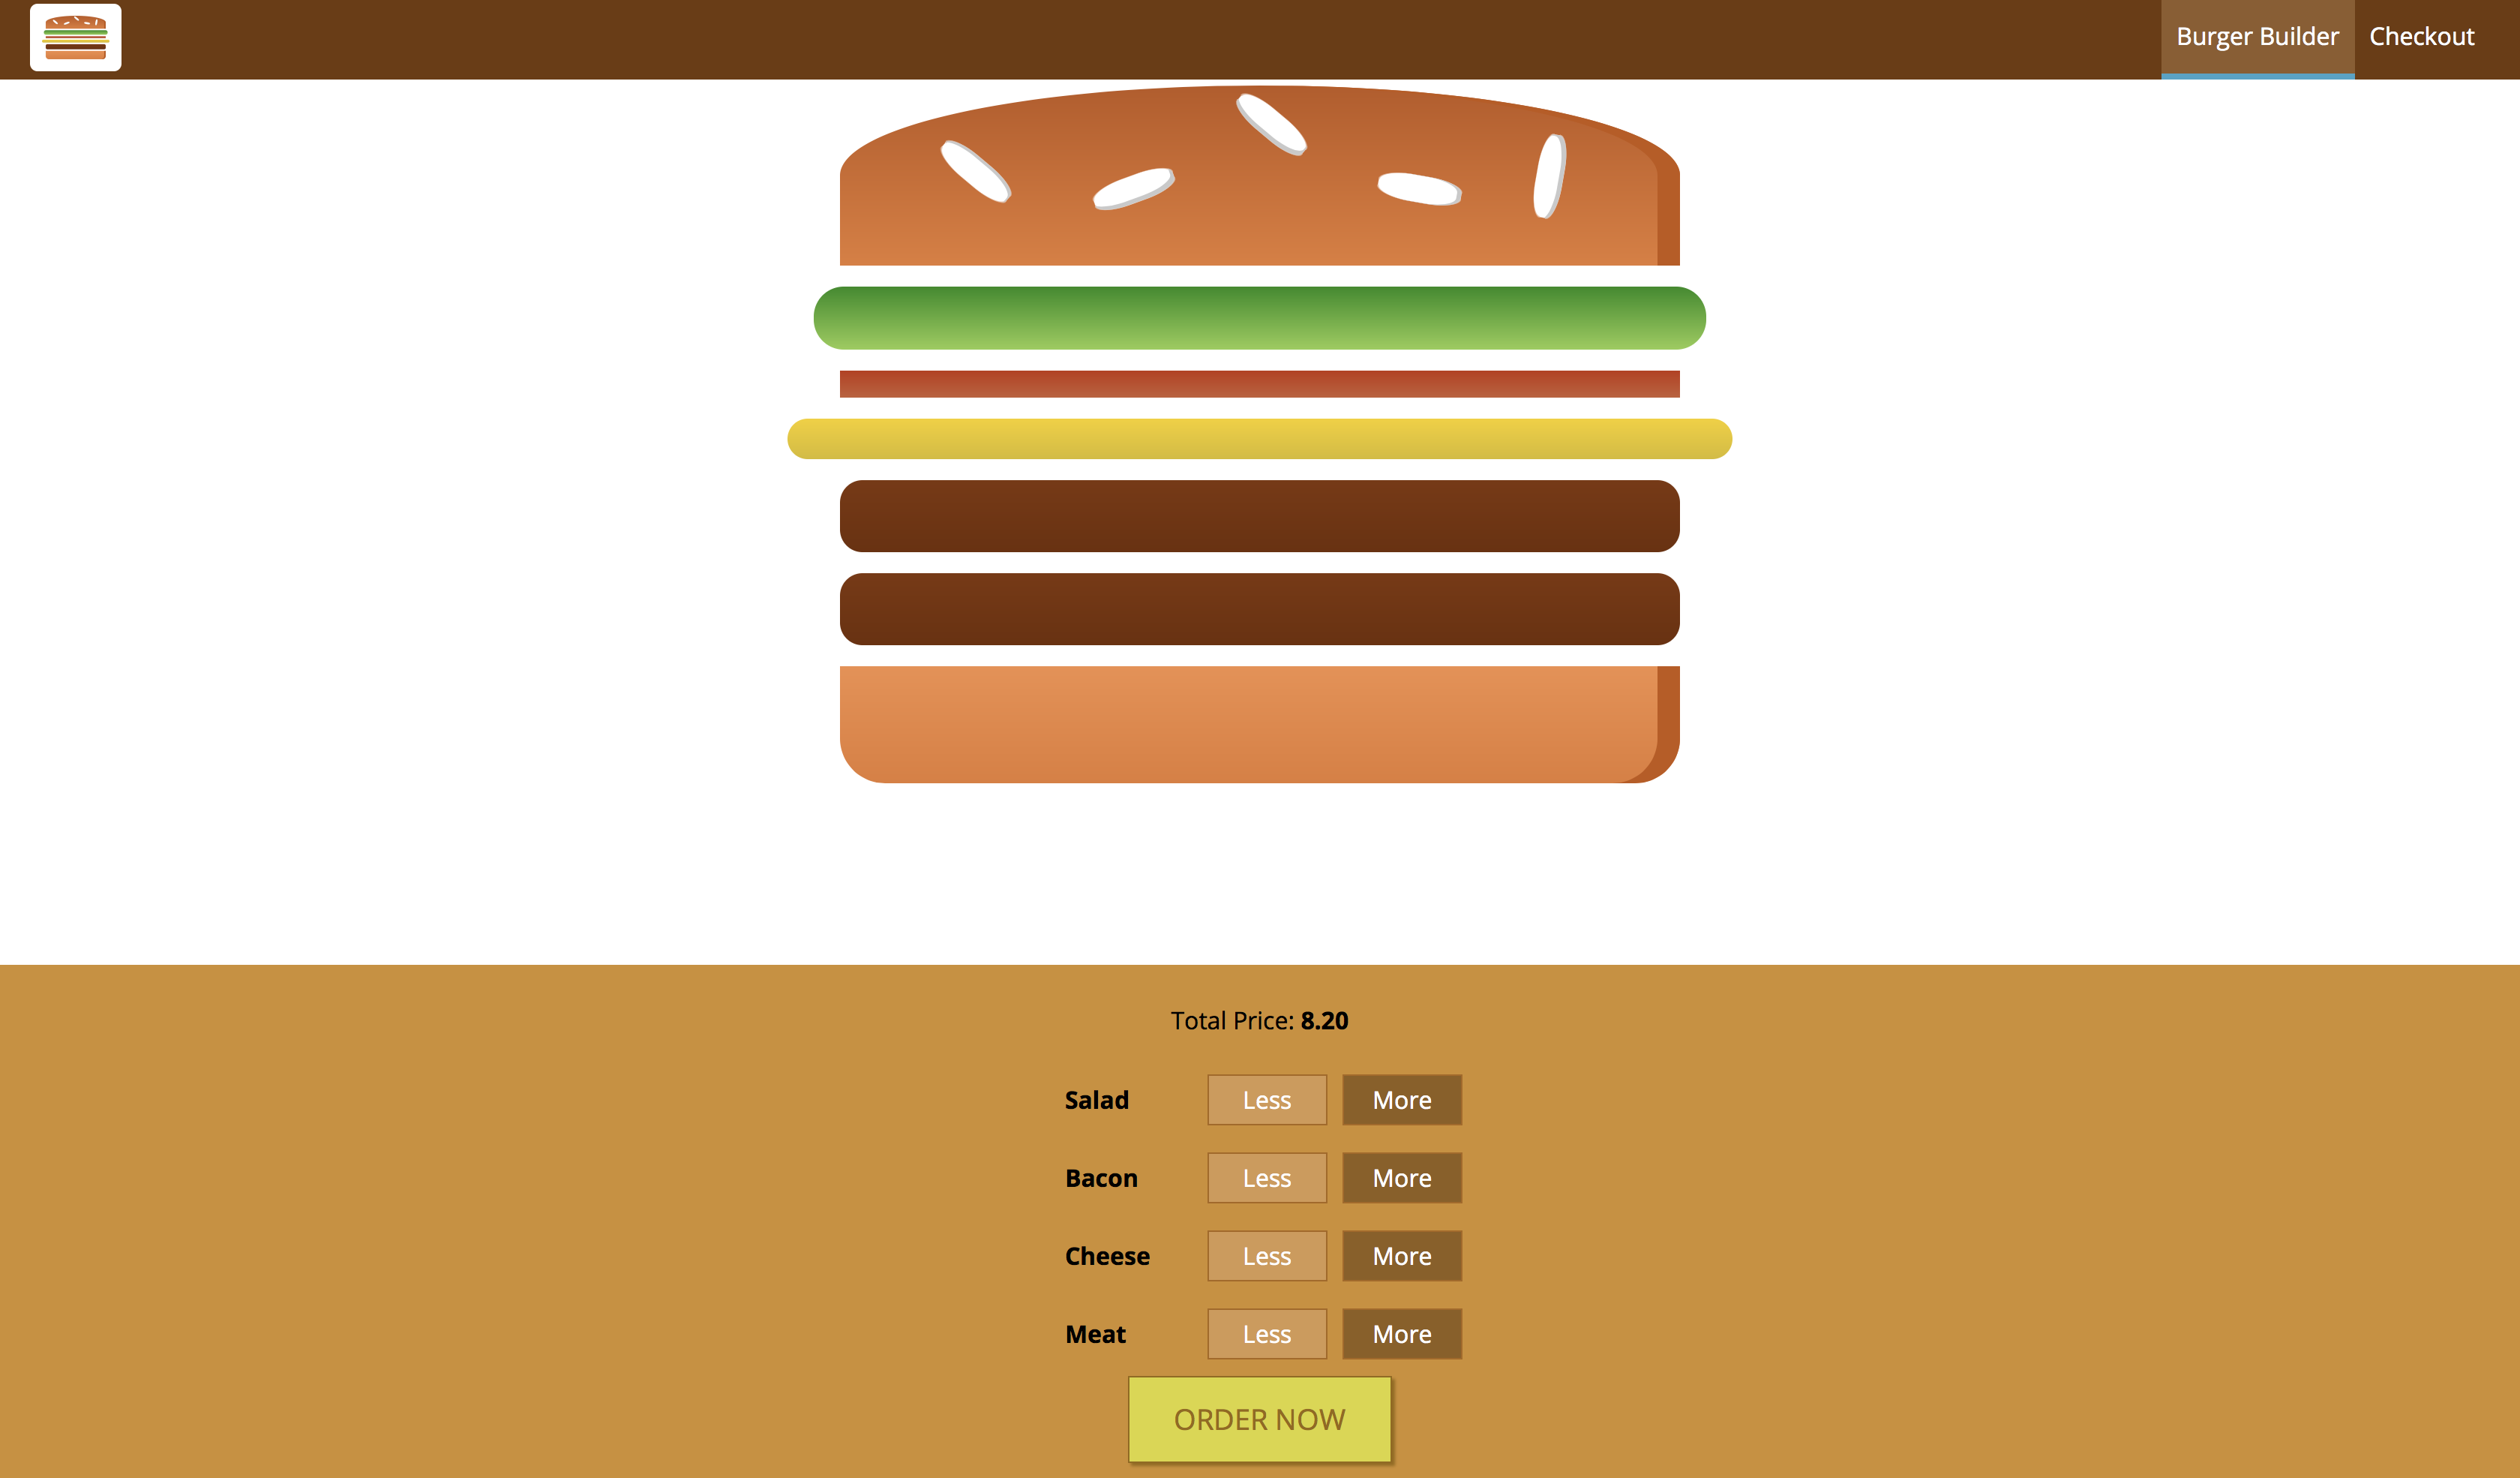 Burger Builder Checkout
Total Price: 8.20
Salad Less More
Bacon Less More
Cheese Less More
Meat Less More
ORDER NOW